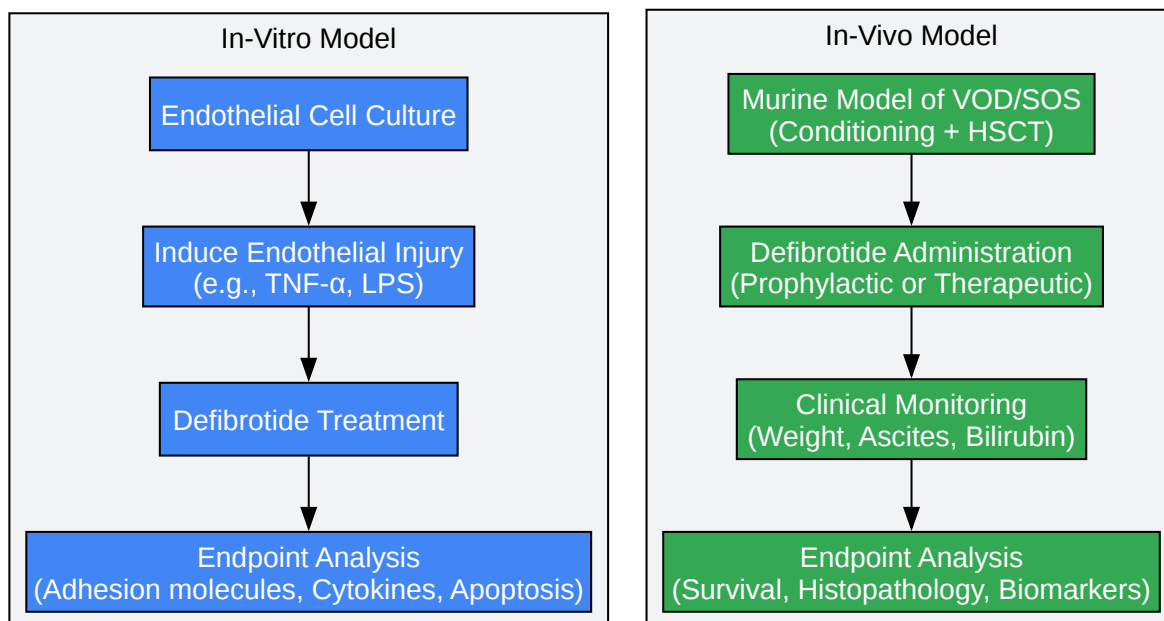 In-Vitro Model
Endothelial Cell Culture
Induce Endothelial Injury
(e.g., TNF-α, LPS)
Defibrotide Treatment
Endpoint Analysis
(Adhesion molecules, Cytokines, Apoptosis)
In-Vivo Model
Murine Model of VOD/SOS
(Conditioning + HSCT)
Defibrotide Administration
(Prophylactic or Therapeutic)
Clinical Monitoring
(Weight, Ascites, Bilirubin)
Endpoint Analysis
(Survival, Histopathology, Biomarkers)